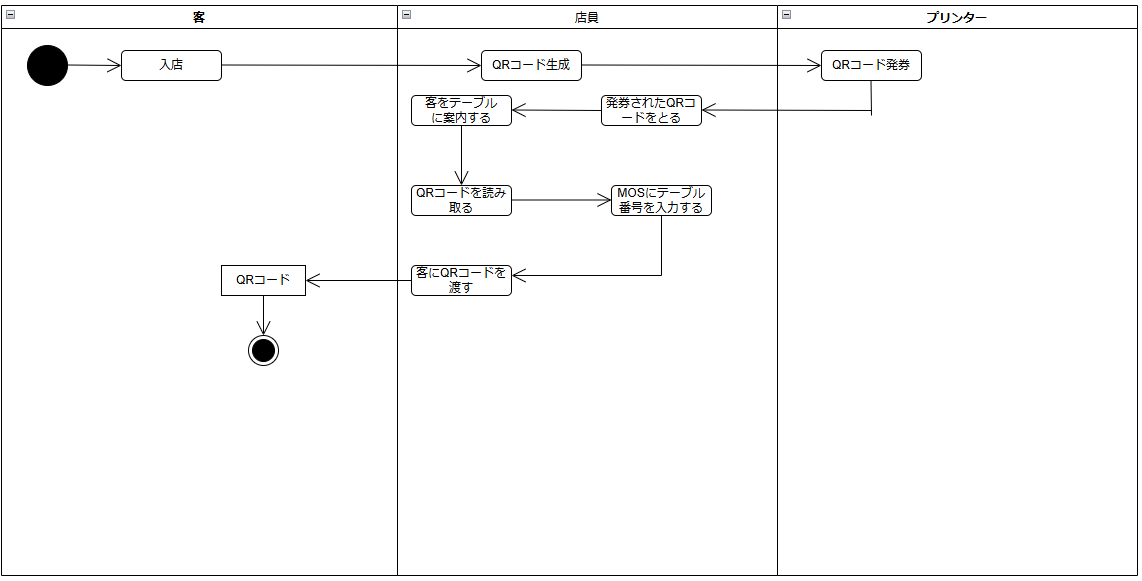 客
店員
プリンター
入店
QRコード生成
QRコード発券
客をテーブル
に案内する
発券されたQRコ
ードをとる
QRコードを読み
取る
MOSにテーブル
番号を入力する
QRコード
客にQRコードを
渡す